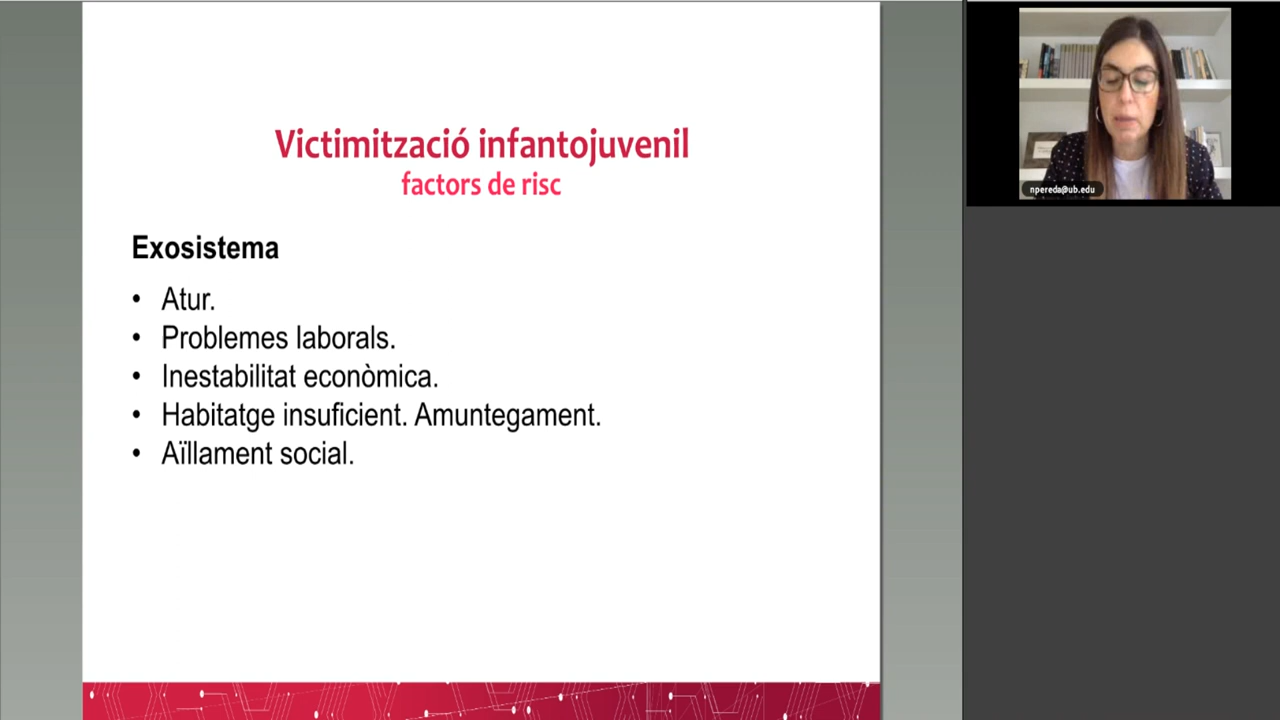 Victimització infantojuvenil
factors de risc
Exosistema
• Atur.
• Problemes laborals.
• Inestabilitat econòmica.
• Habitatge insuficient. Amuntegament.
• Aïllament social.
npereda@ub.edu